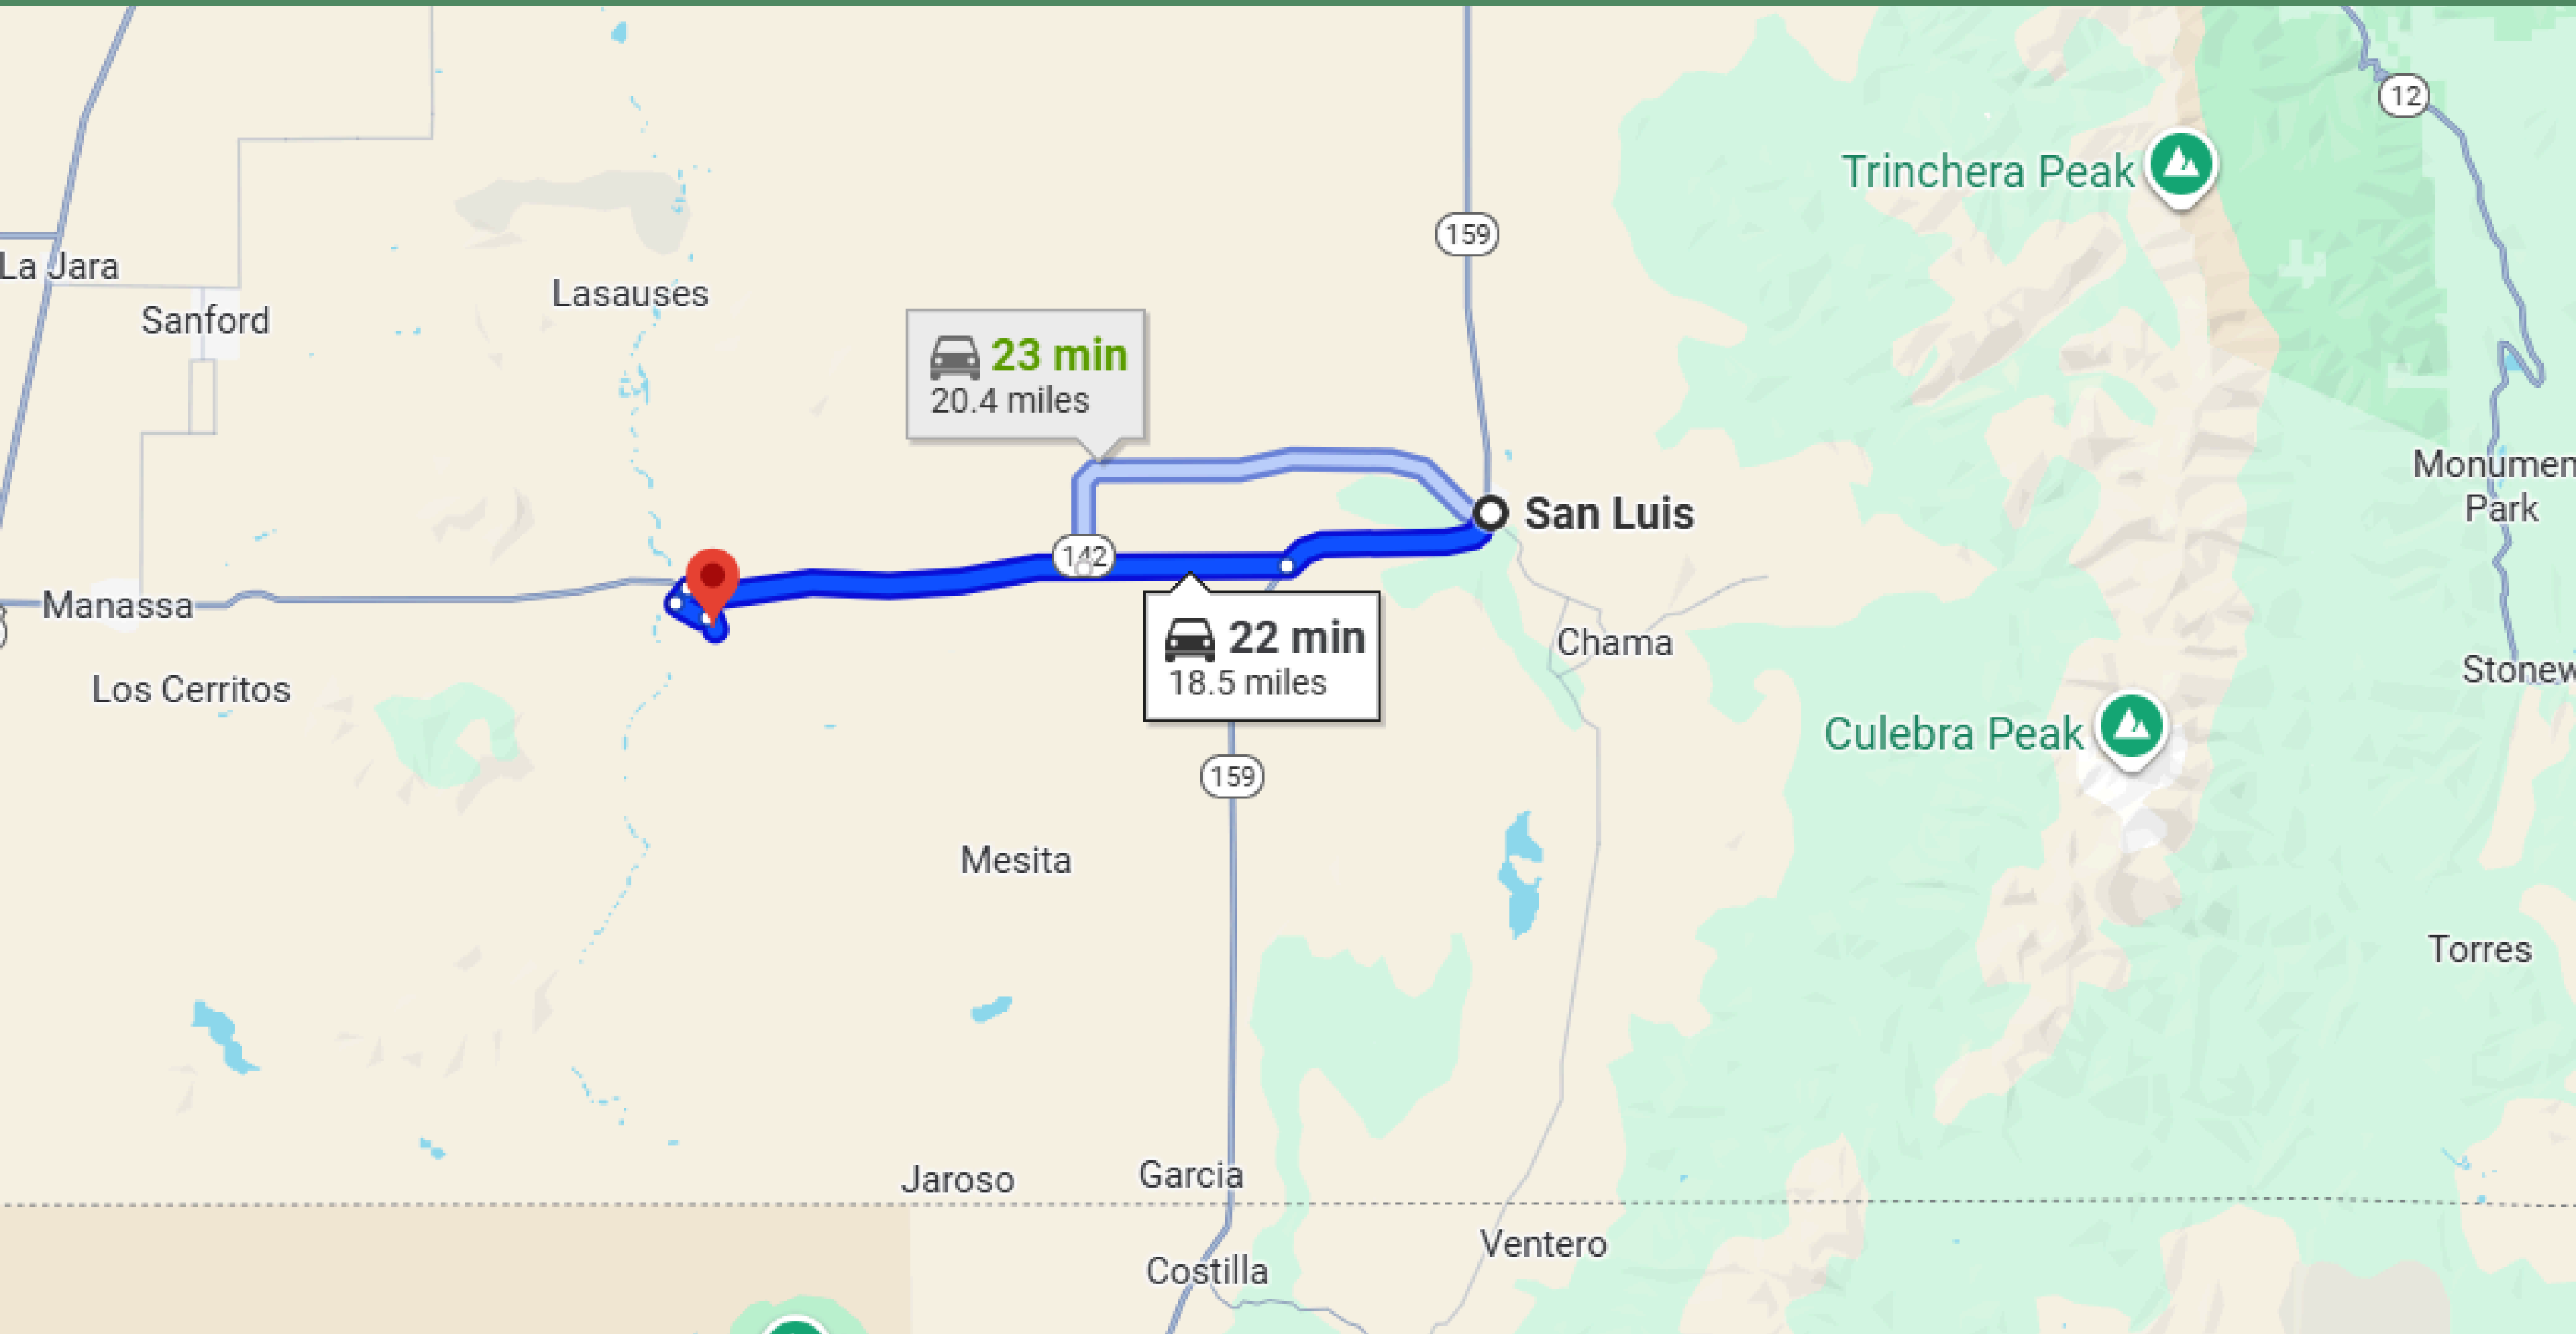 12
Trinchera Peak
159
La Jara
Lasauses
Sanford
23 min
20.4 miles
Monumen
Park
San Luis
142
Manassa
22 min
18.5 miles
Chama
Stonew
Los Cerritos
Culebra Peak
159
Mesita
Torres
Jaroso
Garcia
Ventero
Costilla